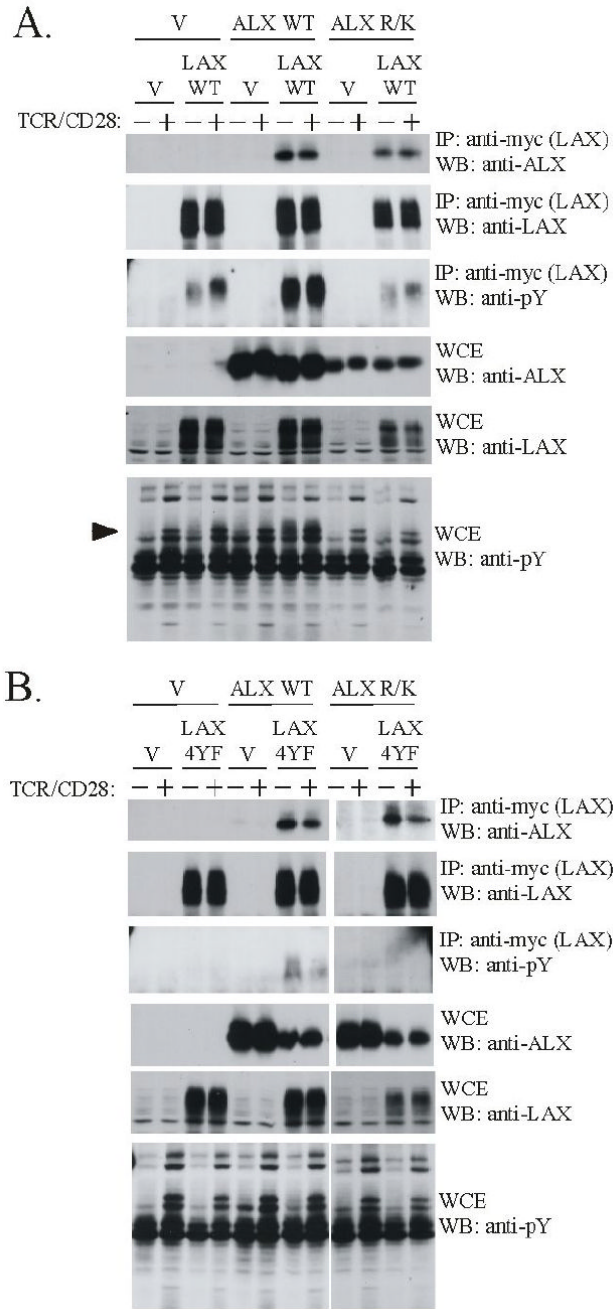 A.
V ALX WT ALX R/K
V LAX WT V LAX WT V LAX WT
TCR/CD28: − + − + − + − + − + − +
IP: anti-myc (LAX)
WB: anti-ALX
IP: anti-myc (LAX)
WB: anti-LAX
IP: anti-myc (LAX)
WB: anti-pY
WCE
WB: anti-ALX
WCE
WB: anti-LAX
WCE
WB: anti-pY
B.
V ALX WT ALX R/K
V LAX 4YF V LAX 4YF V LAX 4YF
TCR/CD28: − + − + − + − + − + − +
IP: anti-myc (LAX)
WB: anti-ALX
IP: anti-myc (LAX)
WB: anti-LAX
IP: anti-myc (LAX)
WB: anti-pY
WCE
WB: anti-ALX
WCE
WB: anti-LAX
WCE
WB: anti-pY